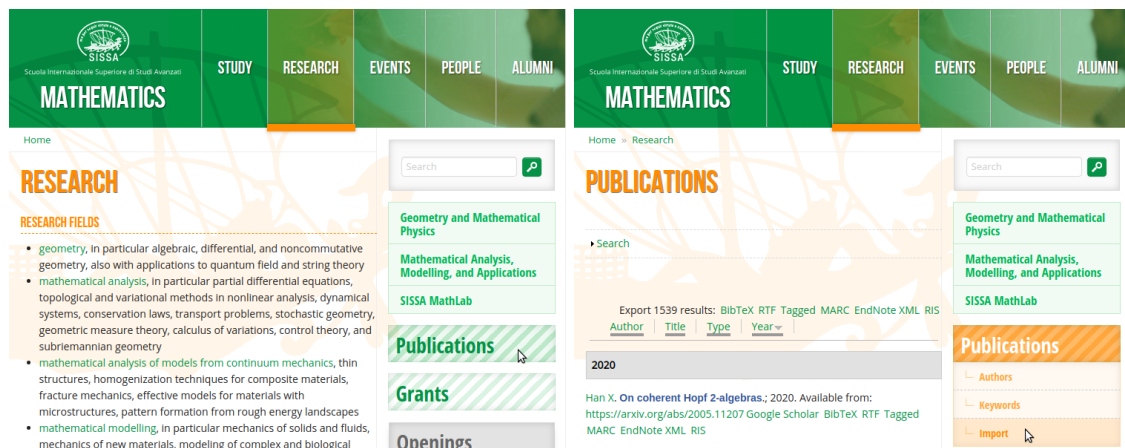 SISSA
Scuola Internazionale Superiore di Studi Avanzati
MATHEMATICS
STUDY
RESEARCH
EVENTS
PEOPLE
ALUMNI
Home
Search
RESEARCH
RESEARCH FIELDS
geometry, in particular algebraic, differential, and noncommutative
geometry, also with applications to quantum field and string theory
mathematical analysis, in particular partial differential equations,
topological and variational methods in nonlinear analysis, dynamical
systems, conservation laws, transport problems, stochastic geometry,
geometric measure theory, calculus of variations, control theory, and
subriemannian geometry
mathematical analysis of models from continuum mechanics, thin
structures, homogenization techniques for composite materials,
fracture mechanics, effective models for materials with
microstructures, pattern formation from rough energy landscapes
mathematical modelling, in particular mechanics of solids and fluids,
mechanics of new materials, modeling of complex and biological
Geometry and Mathematical
Physics
Mathematical Analysis,
Modelling, and Applications
SISSA MathLab
Publications
Grants
Openings
SISSA
Scuola Internazionale Superiore di Studi Avanzati
MATHEMATICS
STUDY
RESEARCH
EVENTS
PEOPLE
ALUMNI
Home » Research
Search
PUBLICATIONS
Search
Export 1539 results: BibTeX RTF Tagged MARC EndNote XML RIS
Author Title Type Year
2020
Han X. On coherent Hopf 2-algebras.; 2020. Available from:
https://arxiv.org/abs/2005.11207 Google Scholar BibTeX RTF Tagged
MARC EndNote XML RIS
Geometry and Mathematical
Physics
Mathematical Analysis,
Modelling, and Applications
SISSA MathLab
Publications
Authors
Keywords
Import